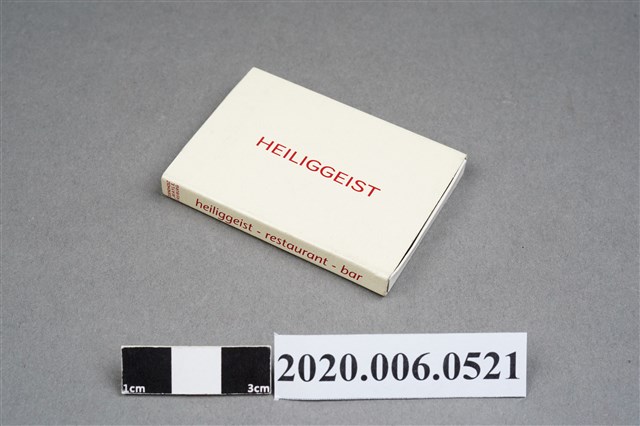 HEILIGGEIST
heiliggeist - restaurant - bar
1cm 3cm
2020.006.0521